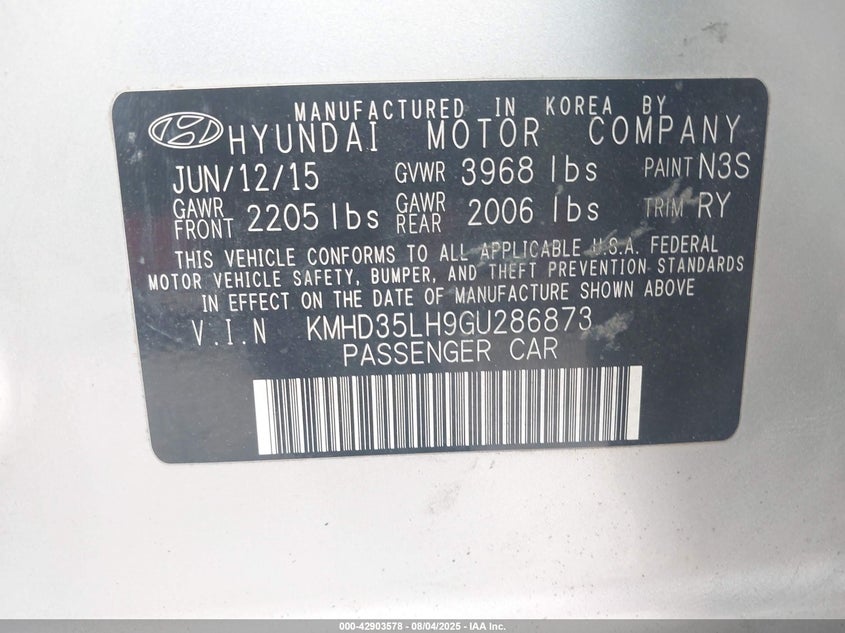 MANUFACTURED IN KOREA BY
HYUNDAI MOTOR COMPANY
JUN/12/15 GVWR 3968 lbs PAINT N3S
GAWR FRONT 2205 lbs GAWR REAR 2006 lbs TRIM RY
THIS VEHICLE CONFORMS TO ALL APPLICABLE U.S.A. FEDERAL
MOTOR VEHICLE SAFETY, BUMPER, AND THEFT PREVENTION STANDARDS
IN EFFECT ON THE DATE OF MANUFACTURE SHOWN ABOVE
V.I.N KMHD35LH9GU286873
PASSENGER CAR
000-42903578 - 08/04/2025 - IAA Inc.